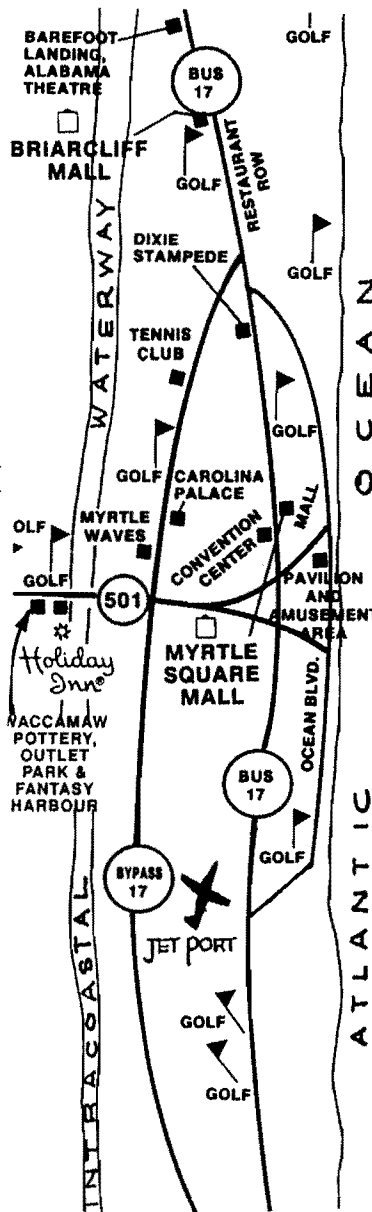 BAREFOOT
LANDING,
ALABAMA
THEATRE
GOLF
BUS
17
BRIARCLIFF
MALL
GOLF
RESTAURANT
ROW
WATERWAY
DIXIE
STAMPEDE
GOLF
OCEAN
TENNIS
CLUB
GOLF
GOLF
CAROLINA
PALACE
MALL
OLF
MYRTLE
WAVES
CONVENTION
CENTER
GOLF
PAVILION
AND
AMUSEMENT
AREA
501
Holiday
Inn®
MYRTLE
SQUARE
MALL
OCEAN BLVD.
WACCAMAW
POTTERY,
OUTLET
PARK &
FANTASY
HARBOUR
BUS
17
GOLF
BYPASS
17
JET PORT
ATLANTIC
INTRACOASTAL
GOLF
GOLF